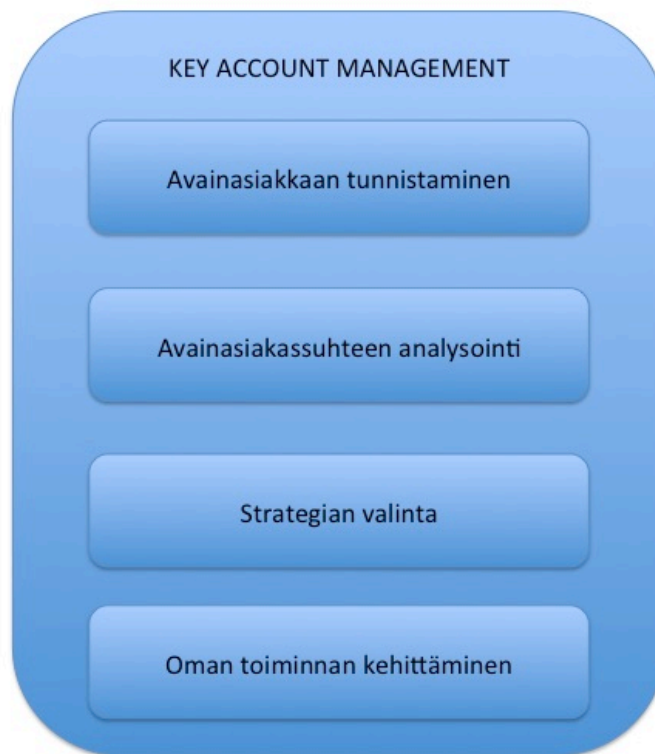 KEY ACCOUNT MANAGEMENT
Avainasiakkaan tunnistaminen
Avainasiakassuhteen analysointi
Strategian valinta
Oman toiminnan kehittäminen